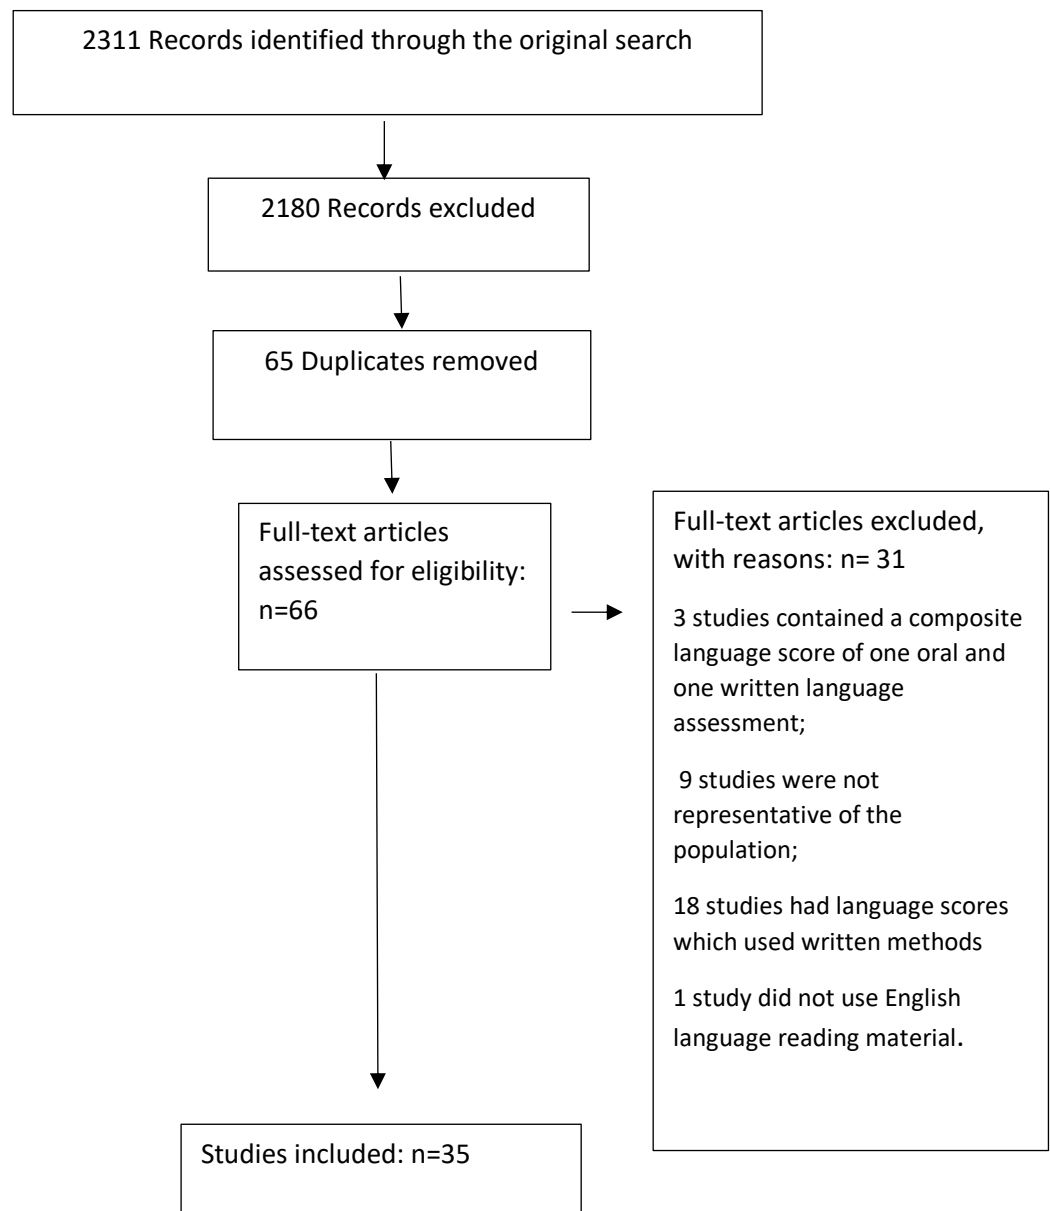 2311 Records identified through the original search
2180 Records excluded
65 Duplicates removed
Full-text articles
assessed for eligibility:
n=66
Full-text articles excluded,
with reasons: n= 31
3 studies contained a composite
language score of one oral and
one written language
assessment;
9 studies were not
representative of the
population;
18 studies had language scores
which used written methods
1 study did not use English
language reading material.
Studies included: n=35